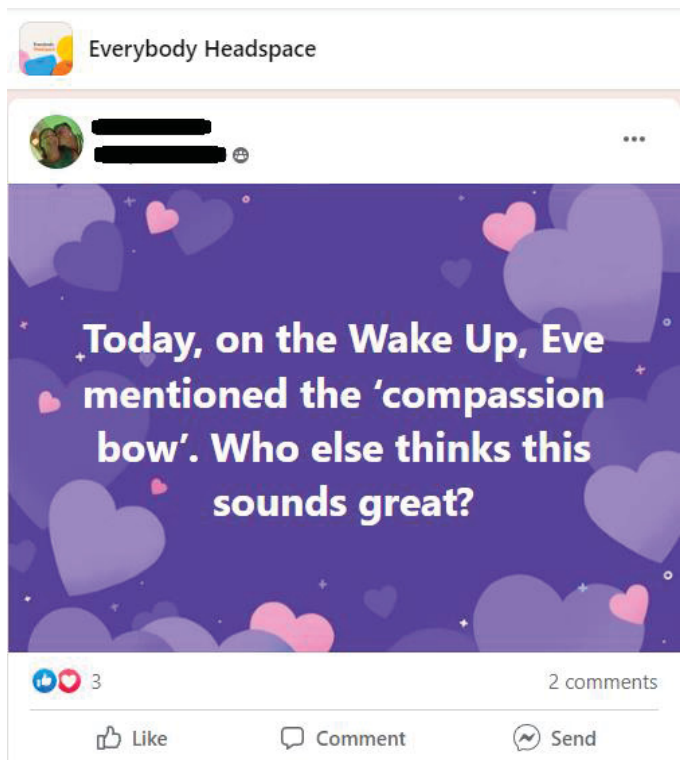 Everybody Headspace
Today, on the Wake Up, Eve
mentioned the ‘compassion
bow’. Who else thinks this
sounds great?
3
2 comments
Like
Comment
Send